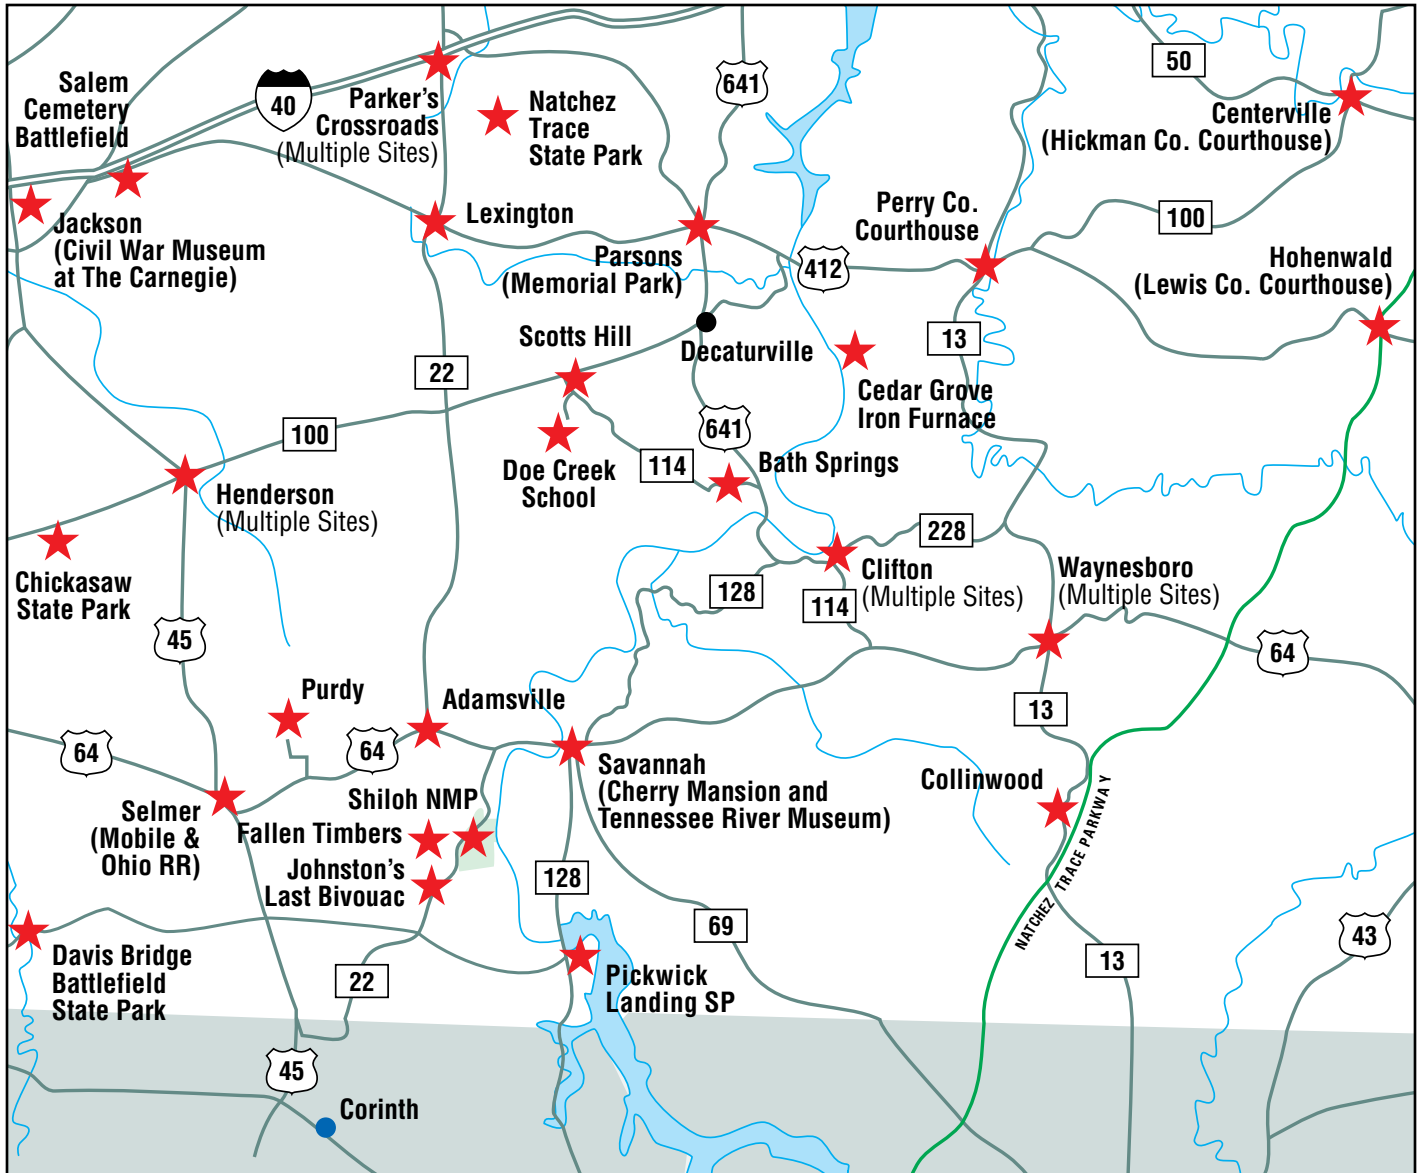 50
641
Salem
Cemetery
Battlefield
40
Parker's
Crossroads
(Multiple Sites)
Natchez
Trace
State Park
Centerville
(Hickman Co. Courthouse)
Jackson
(Civil War Museum
at The Carnegie)
Lexington
Perry Co.
Courthouse
100
Parsons
(Memorial Park)
412
Hohenwald
(Lewis Co. Courthouse)
Scotts Hill
Decaturville
13
22
Cedar Grove
Iron Furnace
100
641
Doe Creek
School
114
Bath Springs
Henderson
(Multiple Sites)
228
Chickasaw
State Park
128
114
Clifton
(Multiple Sites)
Waynesboro
(Multiple Sites)
45
64
Purdy
Adamsville
13
64
64
Savannah
(Cherry Mansion and
Tennessee River Museum)
Collinwood
Selmer
(Mobile &
Ohio RR)
Shiloh NMP
Fallen Timbers
Johnston's
Last Bivouac
128
NATCHEZ TRACE PARKWAY
69
43
Davis Bridge
Battlefield
State Park
22
Pickwick
Landing SP
13
45
Corinth